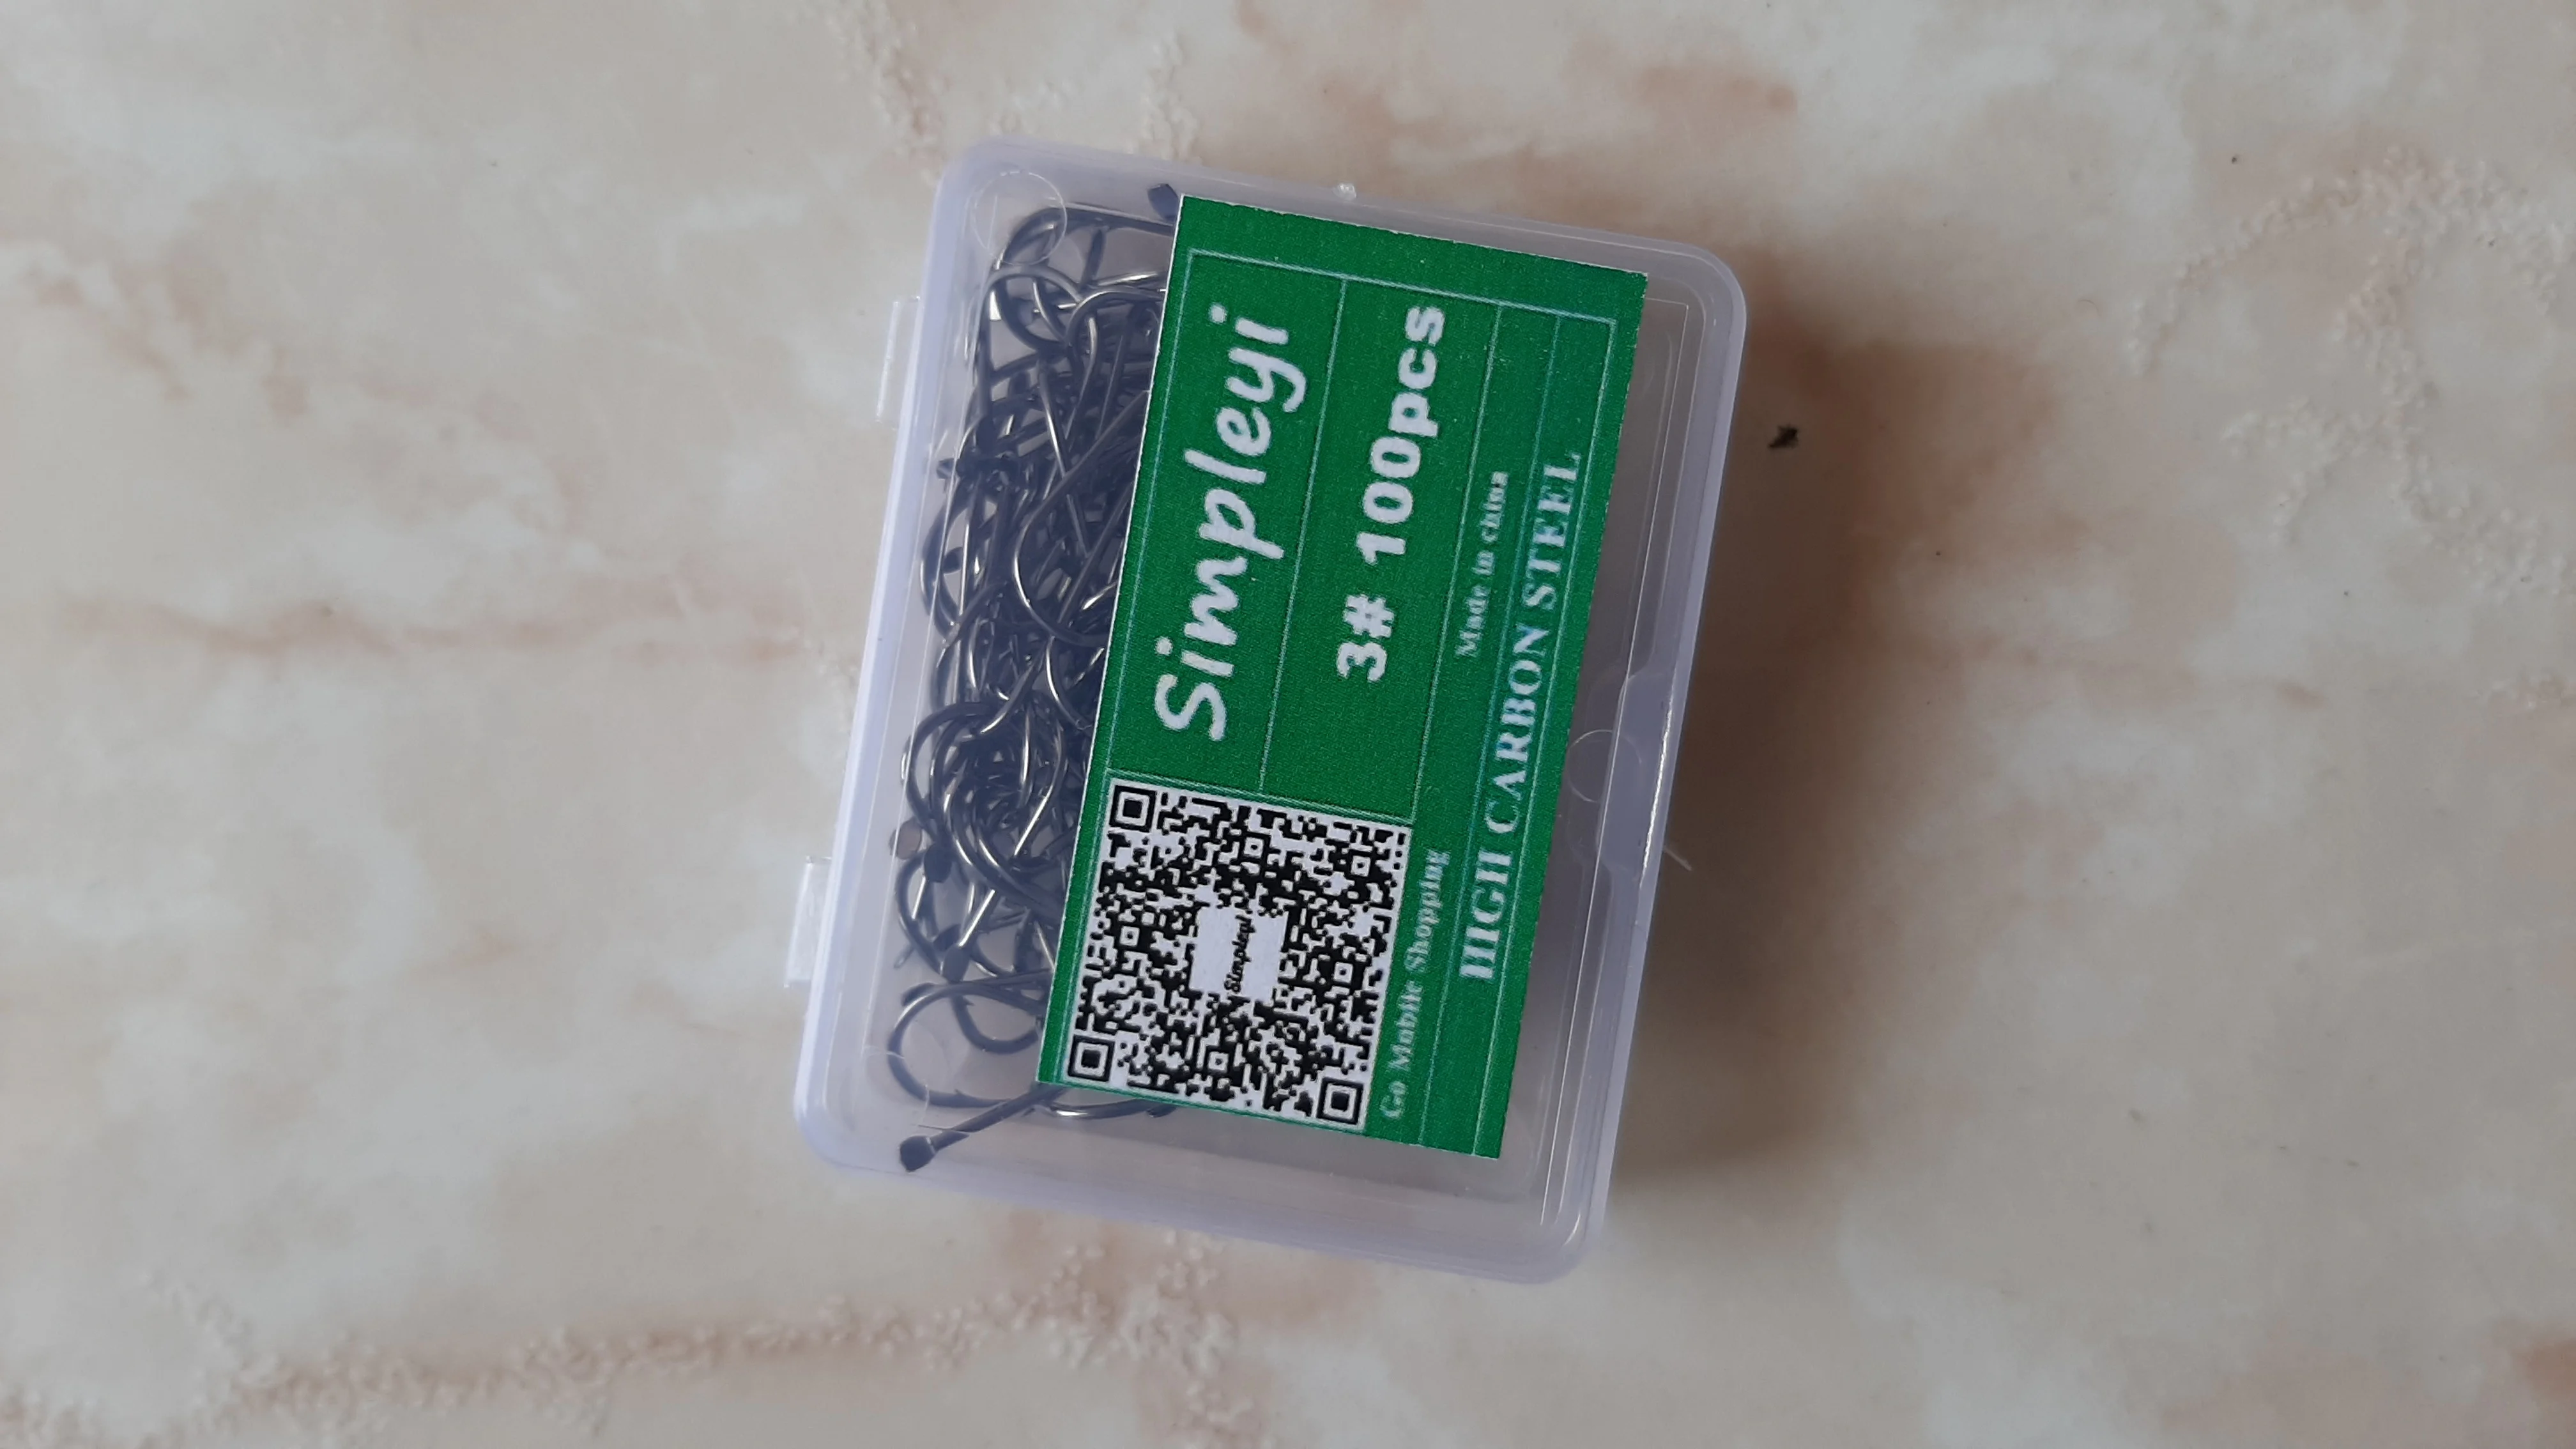 Simpleyi
3# 100pcs
Made in china
Simpleyi
Go Mobile Shopping
HIGH CARBON STEEL